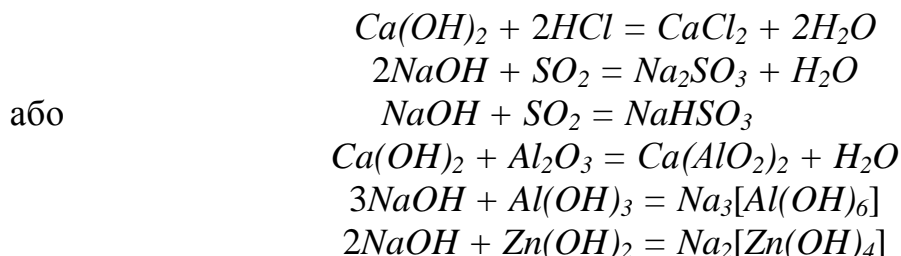 Ca(OH)₂ + 2HCl = CaCl₂ + 2H₂O
2NaOH + SO₂ = Na₂SO₃ + H₂O
або NaOH + SO₂ = NaHSO₃
Ca(OH)₂ + Al₂O₃ = Ca(AlO₂)₂ + H₂O
3NaOH + Al(OH)₃ = Na₃[Al(OH)₆]
2NaOH + Zn(OH)₂ = Na₂[Zn(OH)₄]